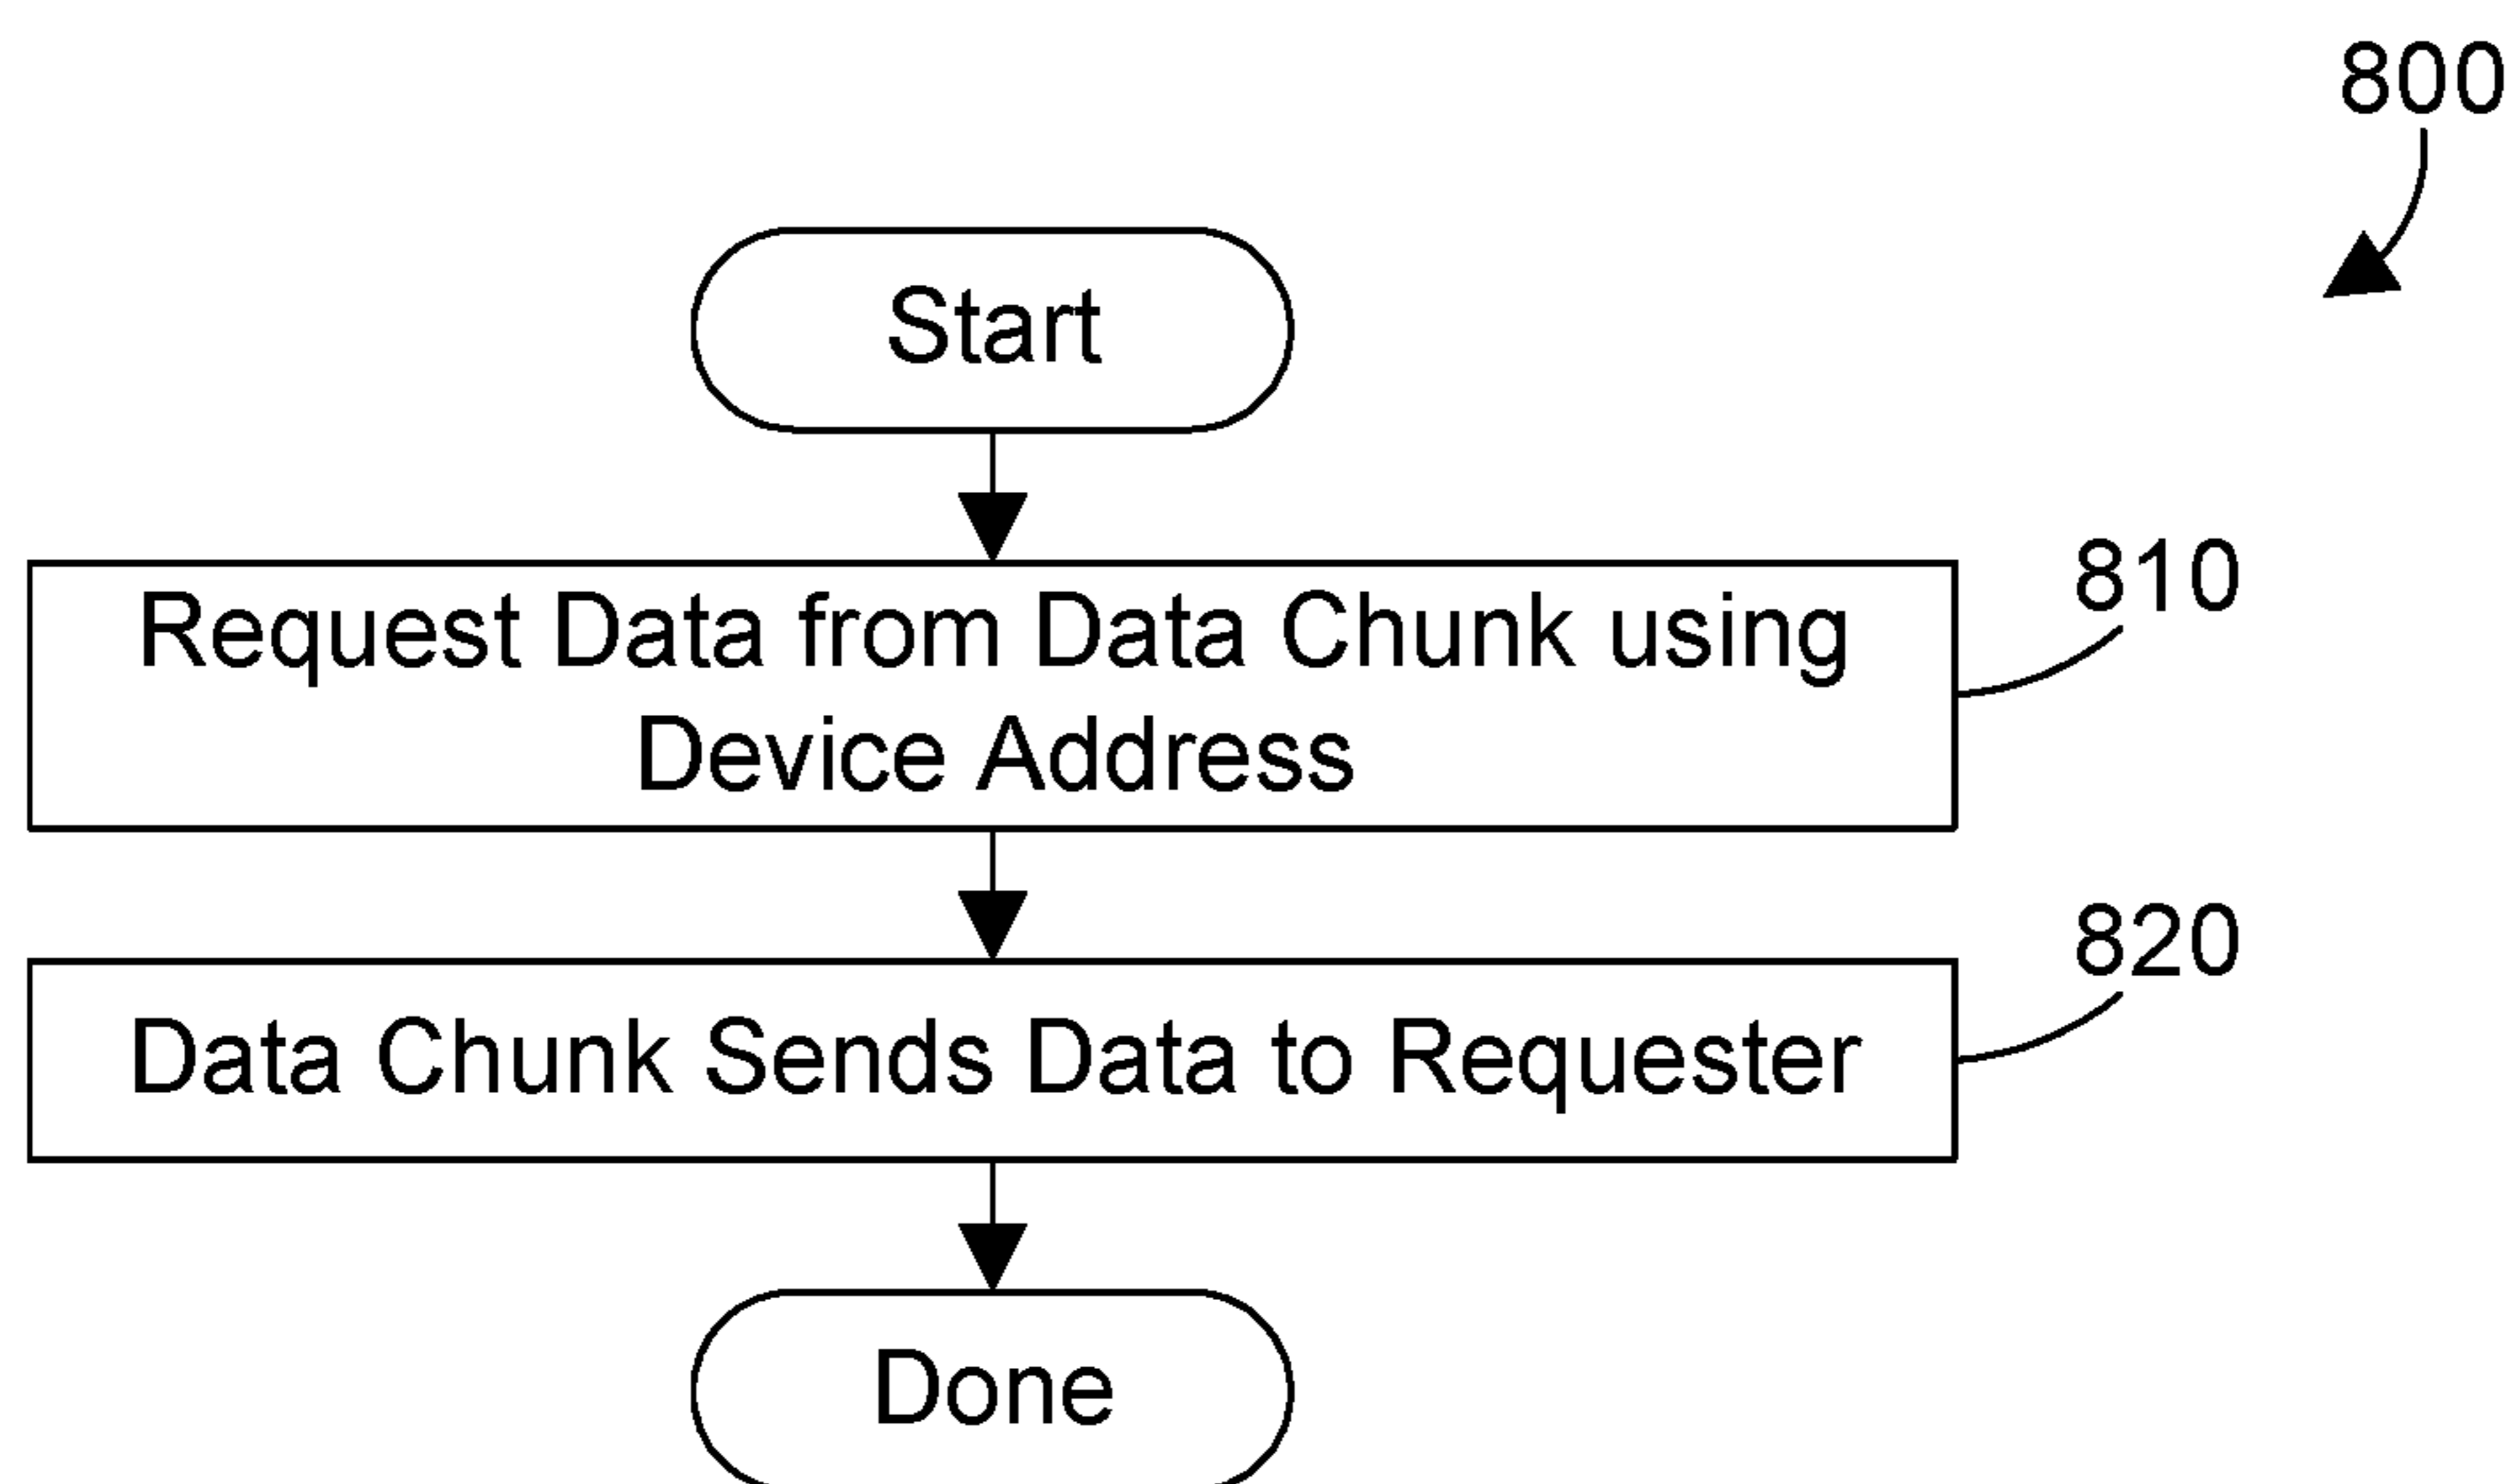 800
Start
810
Request Data from Data Chunk using
Device Address
820
Data Chunk Sends Data to Requester
Done